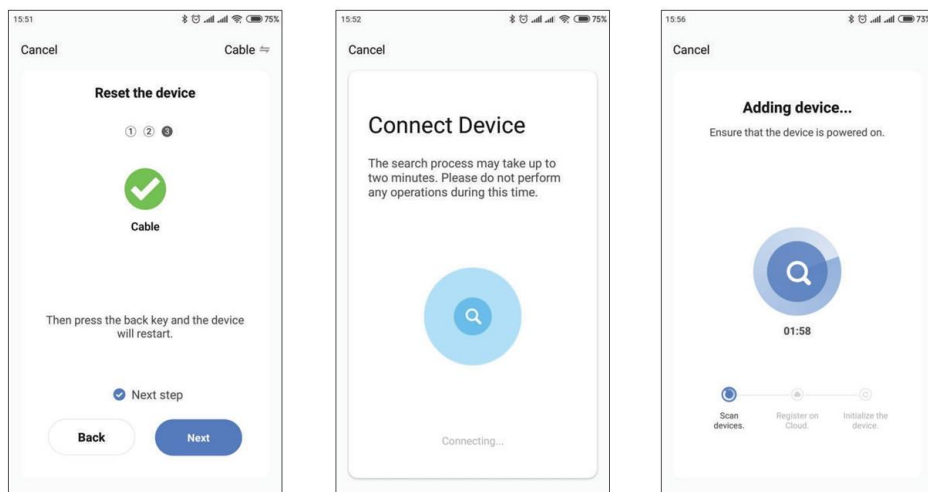 15:51
75%
Cancel
Cable
Reset the device
1 2 3
Cable
Then press the back key and the device
will restart.
Next step
Back
Next
15:52
75%
Cancel
Connect Device
The search process may take up to
two minutes. Please do not perform
any operations during this time.
Connecting...
15:56
73%
Cancel
Adding device...
Ensure that the device is powered on.
01:58
Scan
devices.
Register on
Cloud.
Initialize the
device.